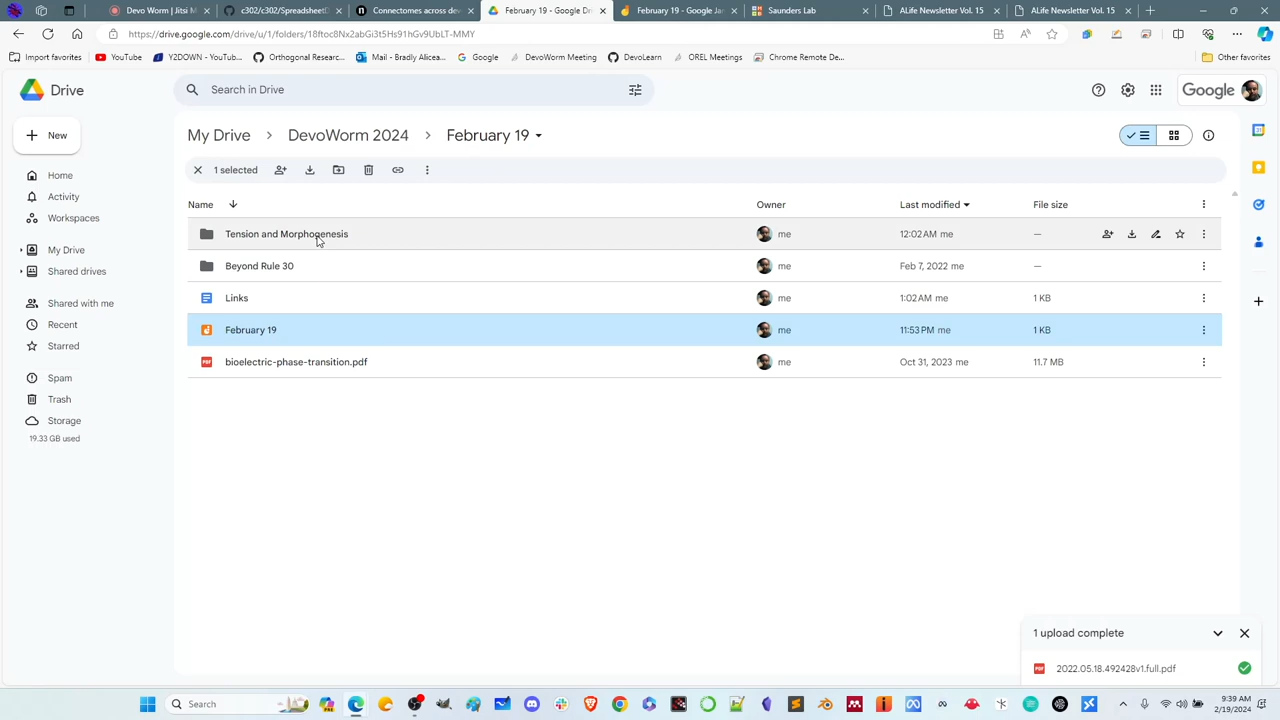 Devo Worm | Jitsi M
c302/c302/SpreadsheetD
Connectomes across dev
February 19 - Google Dr
February 19 - Google Jan
Saunders Lab
ALife Newsletter Vol. 15
ALife Newsletter Vol. 15
https://drive.google.com/drive/u/1/folders/18ftoc8Nx2abGi3t5Hs91hGv9UbLT-MMY
Import favorites
YouTube
Y2DOWN - YouTub...
Orthogonal Researc...
Mail - Bradly Alicea...
Google
DevoWorm Meeting
DevoLearn
OREL Meetings
Chrome Remote De...
Other favorites
Drive
Search in Drive
Google
New
My Drive > DevoWorm 2024 > February 19
1 selected
Home
Activity
Workspaces
My Drive
Shared drives
Shared with me
Recent
Starred
Spam
Trash
Storage
19.33 GB used
Name Owner Last modified File size
Tension and Morphogenesis me 12:02 AM me —
Beyond Rule 30 me Feb 7, 2022 me —
Links me 1:02 AM me 1 KB
February 19 me 11:53 PM me 1 KB
bioelectric-phase-transition.pdf me Oct 31, 2023 me 11.7 MB
1 upload complete
2022.05.18.492428v1.full.pdf
Search
9:39 AM
2/19/2024